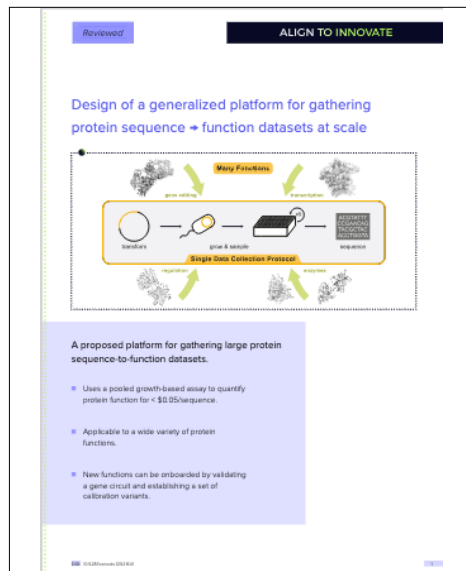 Reviewed
ALIGN TO INNOVATE
Design of a generalized platform for gathering
protein sequence → function datasets at scale
Many Functions
gene editing
transcription
transform
grow & sample
sequence
Single Data Collection Protocol
regulation
enzymes
A proposed platform for gathering large protein
sequence-to-function datasets.
Uses a pooled growth-based assay to quantify
protein function for < $0.05/sequence.
Applicable to a wide variety of protein
functions.
New functions can be onboarded by validating
a gene circuit and establishing a set of
calibration variants.